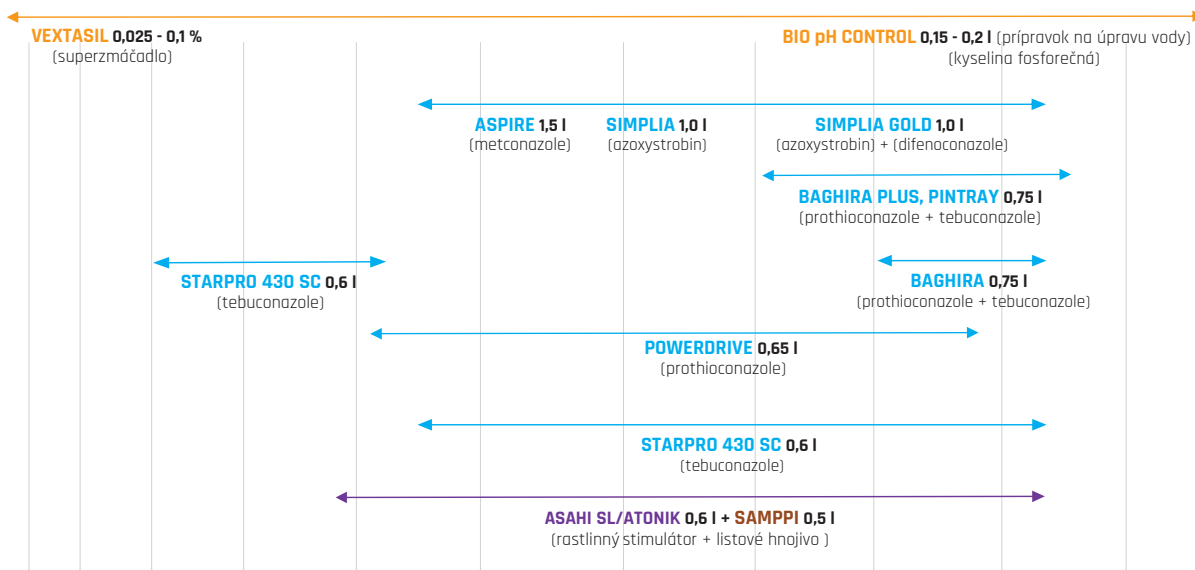 VEXTASIL 0,025 - 0,1 %
(superzmáčadlo)
BIO pH CONTROL 0,15 - 0,2 l (prípravok na úpravu vody)
(kyselina fosforečná)
ASPIRE 1,5 l
(metconazole)
SIMPLIA 1,0 l
(azoxystrobin)
SIMPLIA GOLD 1,0 l
(azoxystrobin) + (difenoconazole)
BAGHIRA PLUS, PINTRAY 0,75 l
(prothioconazole + tebuconazole)
STARPRO 430 SC 0,6 l
(tebuconazole)
BAGHIRA 0,75 l
(prothioconazole + tebuconazole)
POWERDRIVE 0,65 l
(prothioconazole)
STARPRO 430 SC 0,6 l
(tebuconazole)
ASAHI SL/ATONIK 0,6 l + SAMPPI 0,5 l
(rastlinný stimulátor + listové hnojivo )